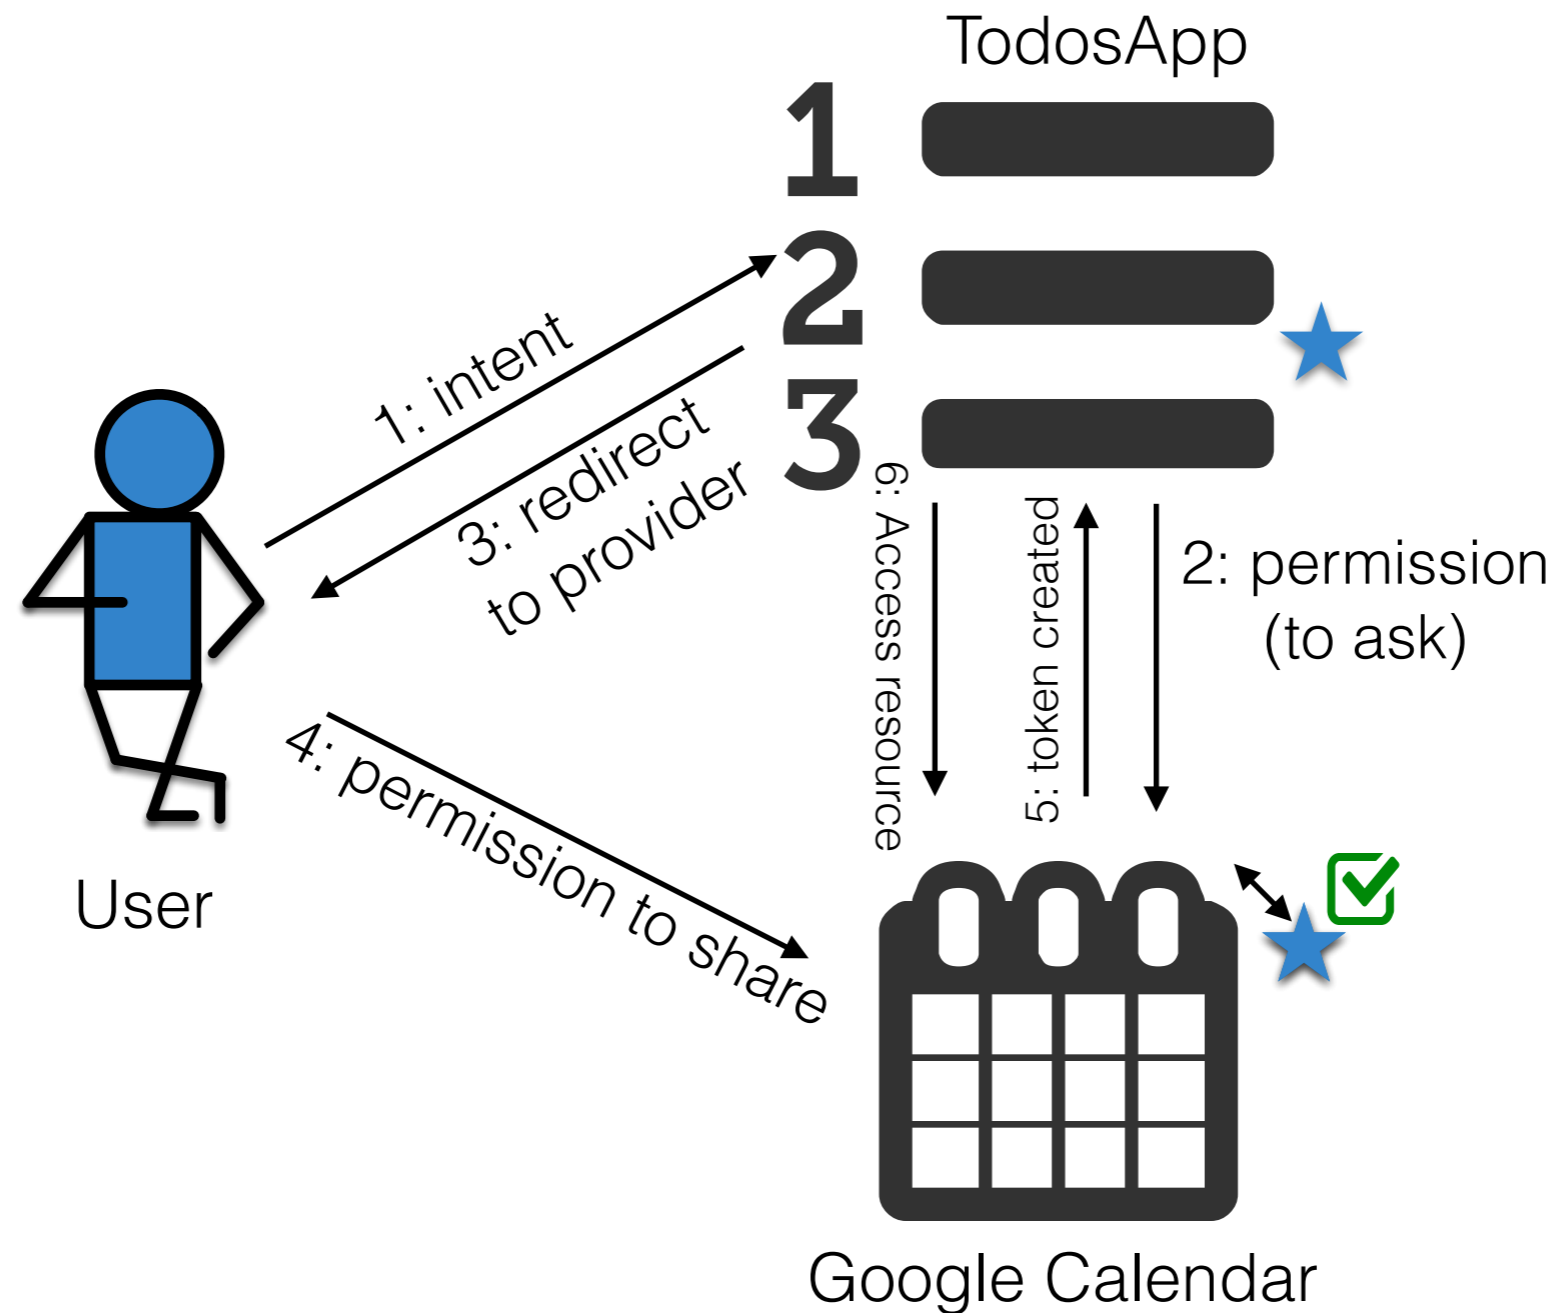 TodosApp
1
2
3
1: intent
3: redirect
to provider
6: Access resource
5: token created
2: permission
(to ask)
4: permission to share
User
Google Calendar